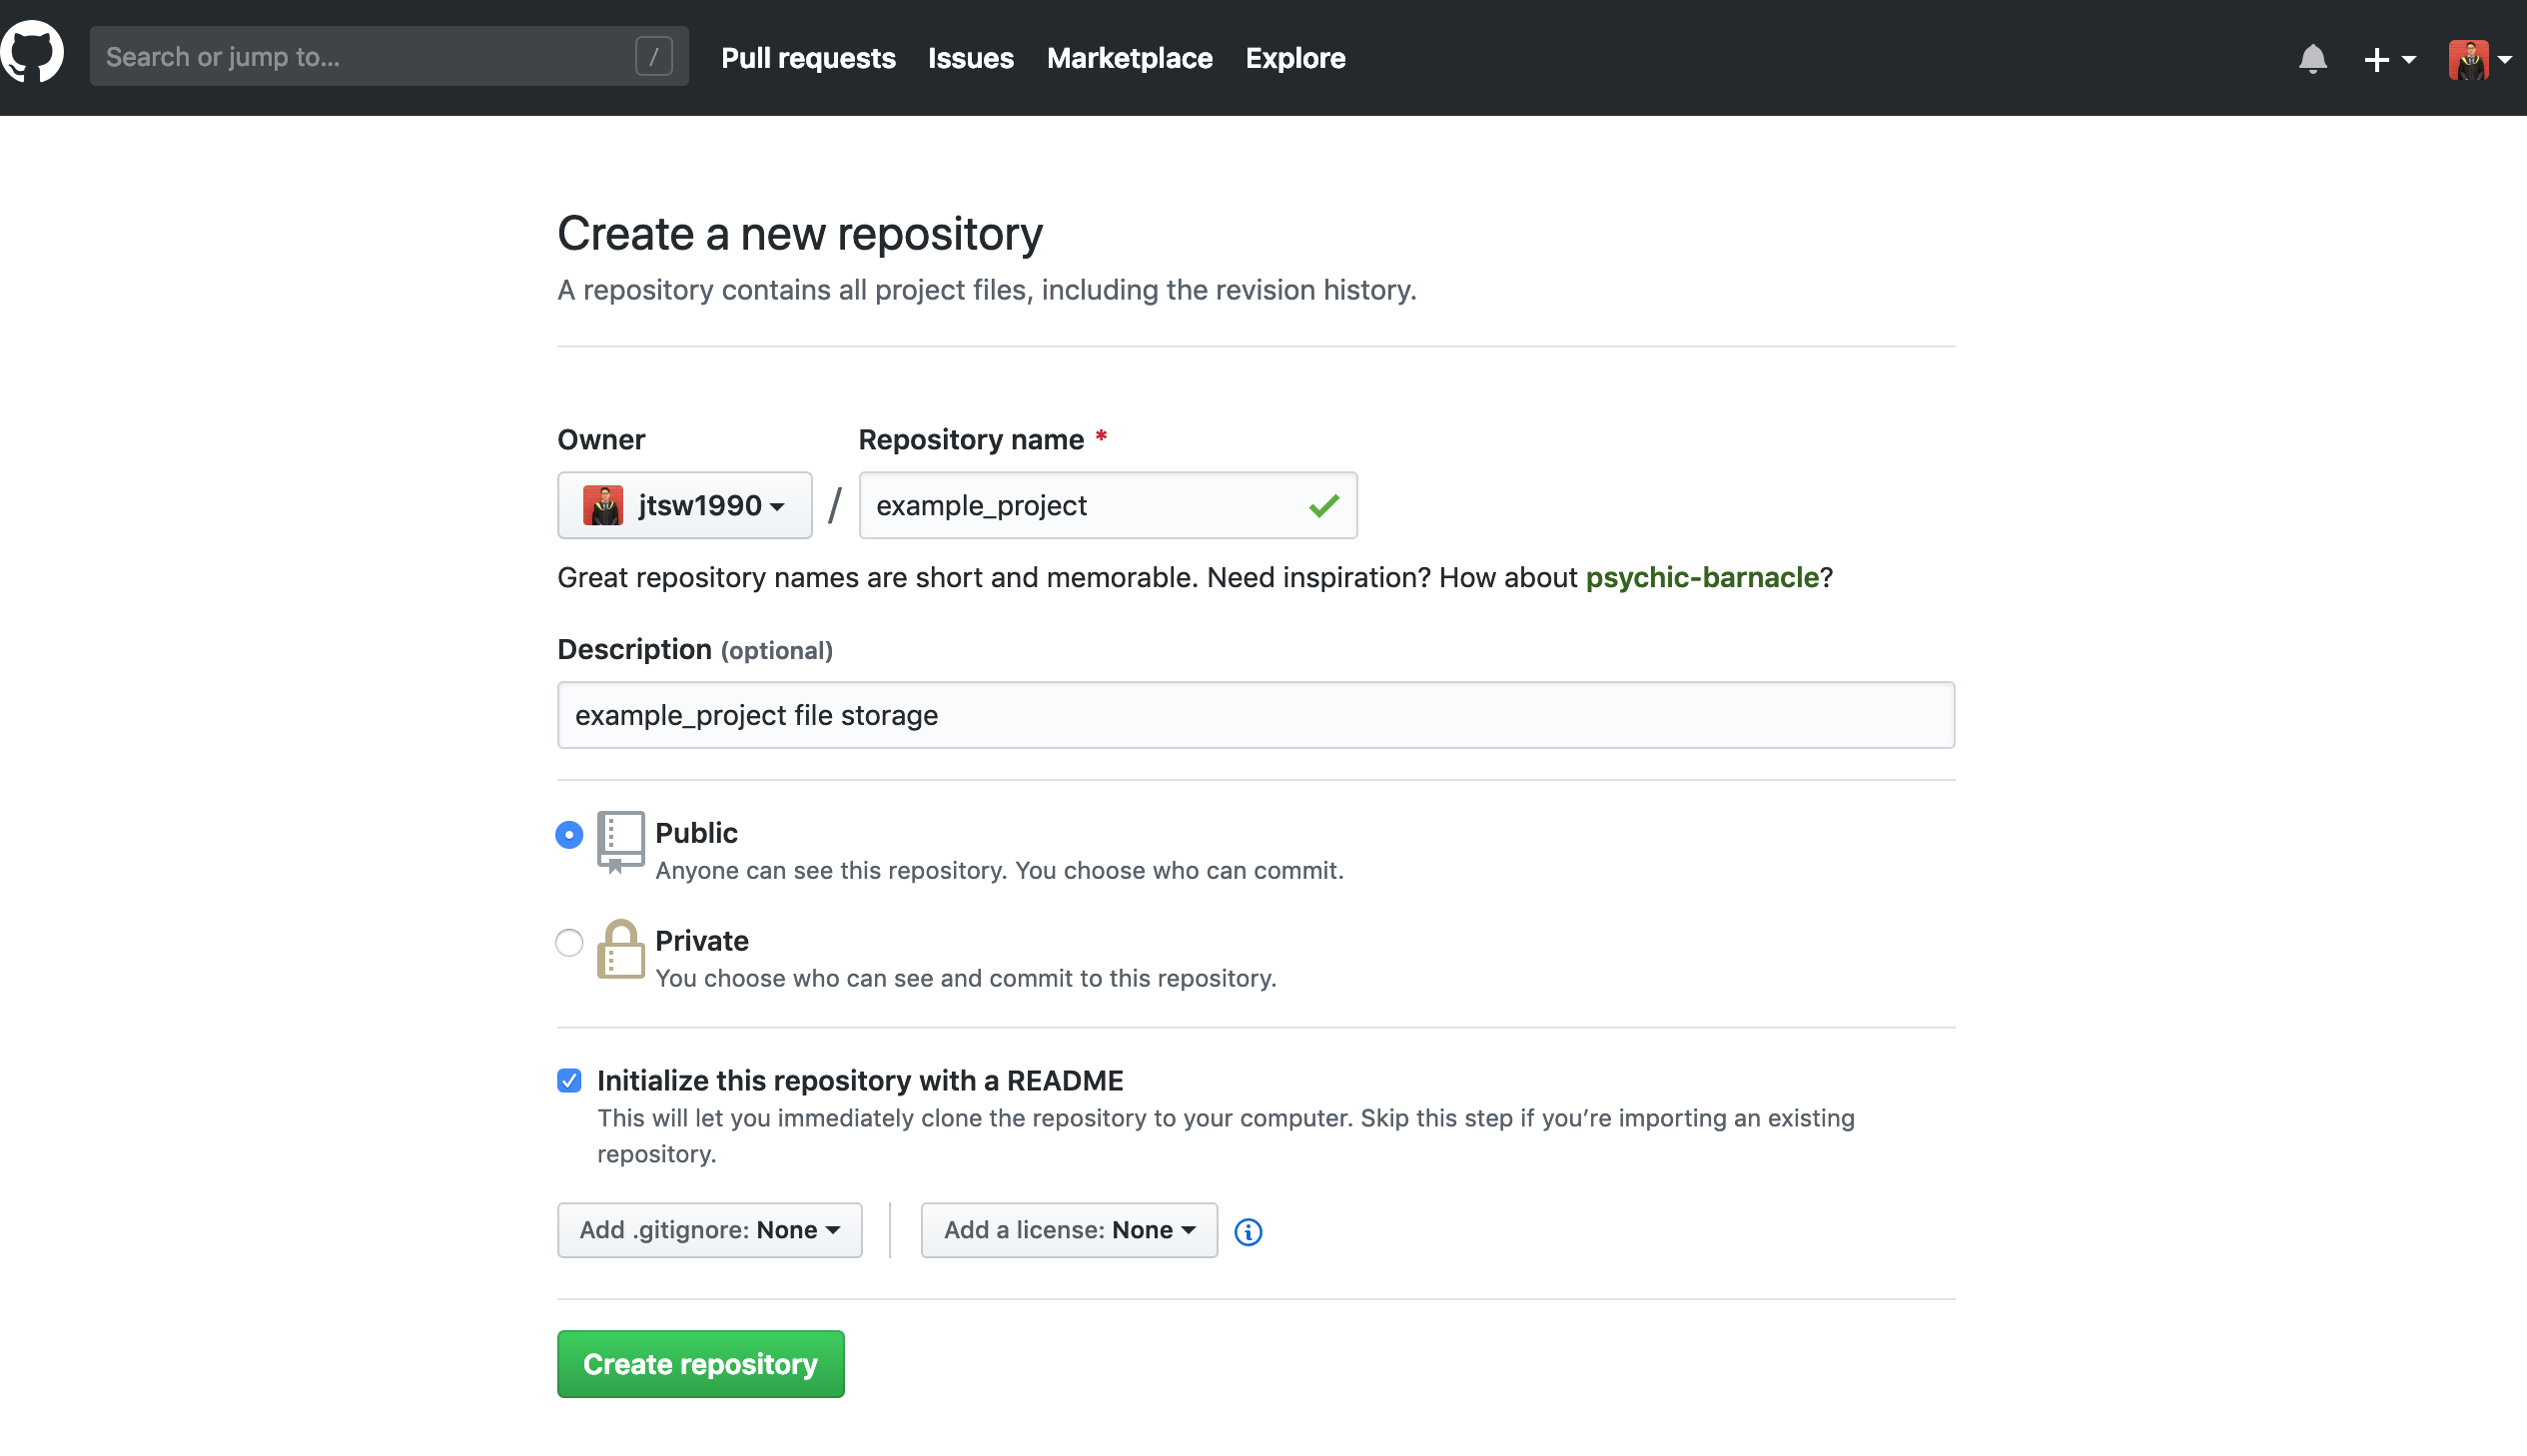 Search or jump to... /
Pull requests Issues Marketplace Explore
Create a new repository
A repository contains all project files, including the revision history.
Owner Repository name *
jtsw1990 / example_project
Great repository names are short and memorable. Need inspiration? How about psychic-barnacle?
Description (optional)
example_project file storage
Public
Anyone can see this repository. You choose who can commit.
Private
You choose who can see and commit to this repository.
Initialize this repository with a README
This will let you immediately clone the repository to your computer. Skip this step if you’re importing an existing
repository.
Add .gitignore: None Add a license: None
Create repository